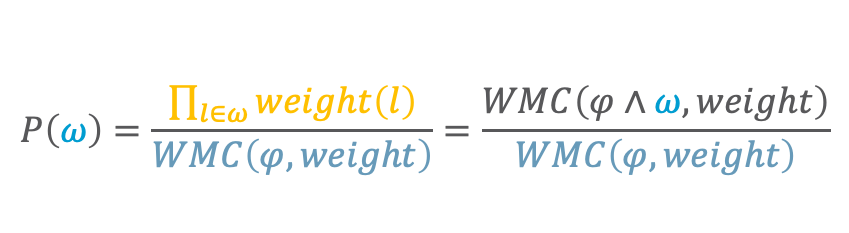 P(ω) = ∏_{l∈ω} weight(l) / WMC(φ, weight) = WMC(φ ∧ ω, weight) / WMC(φ, weight)